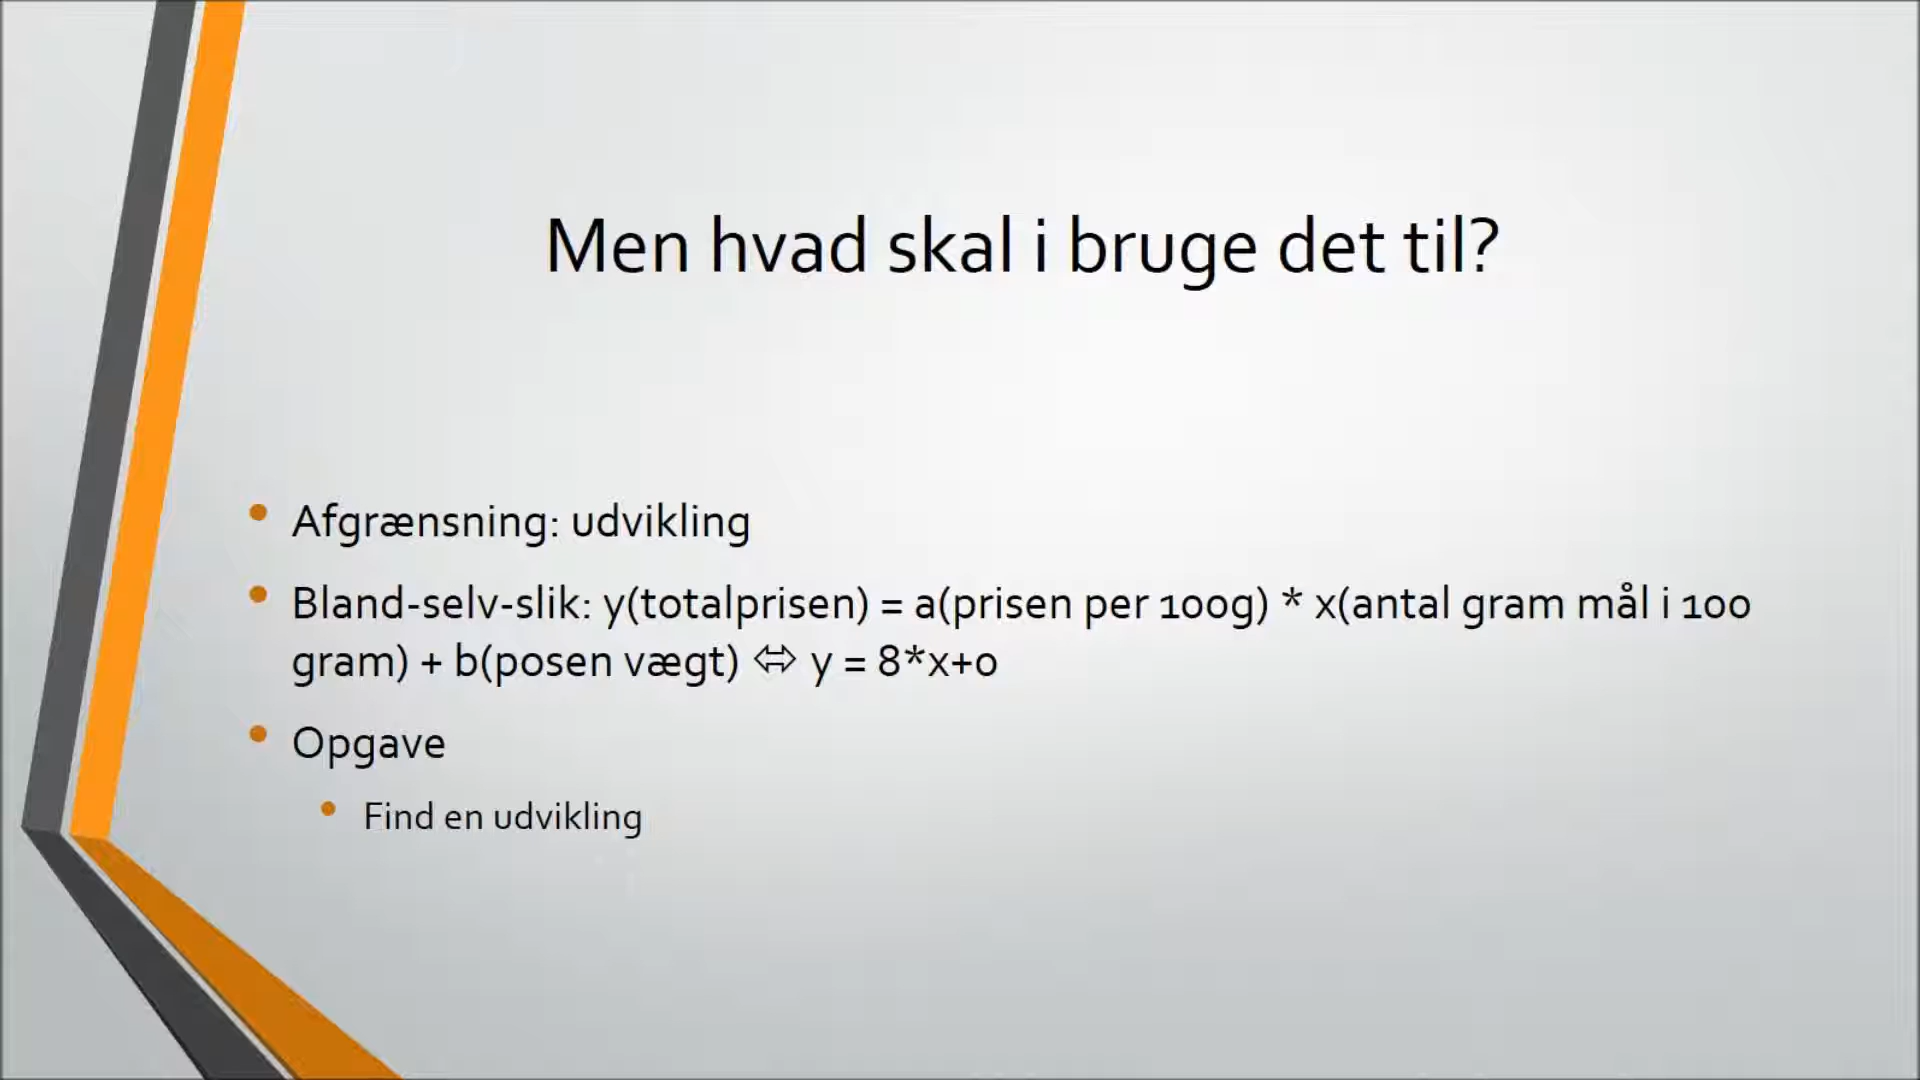 Men hvad skal i bruge det til?
• Afgrænsning: udvikling
• Bland-selv-slik: y(totalprisen) = a(prisen per 100g) * x(antal gram mål i 100
gram) + b(posen vægt) ⬄ y = 8*x+0
• Opgave
• Find en udvikling